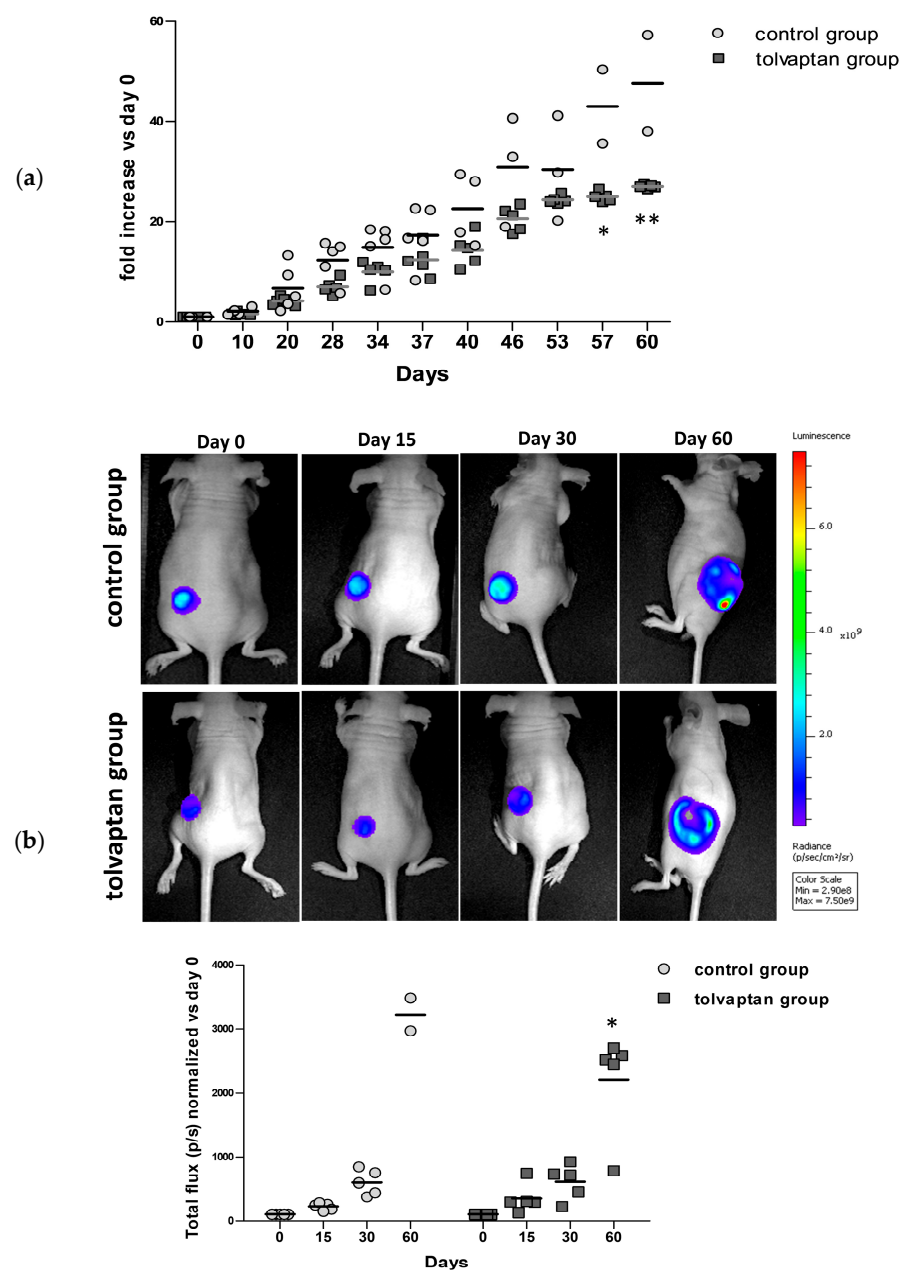 (a)
fold increase vs day 0
60
40
20
0
control group
tolvaptan group
*
**
0 10 20 28 34 37 40 46 53 57 60
Days
(b)
Day 0 Day 15 Day 30 Day 60
control group
tolvaptan group
Luminescence
6.0
4.0 x10⁹
2.0
Radiance
(p/sec/cm²/sr)
Color Scale
Min = 2.90e8
Max = 7.50e9
Total flux (p/s) normalized vs day 0
4000
3000
2000
1000
0
control group
tolvaptan group
*
0 15 30 60 0 15 30 60
Days